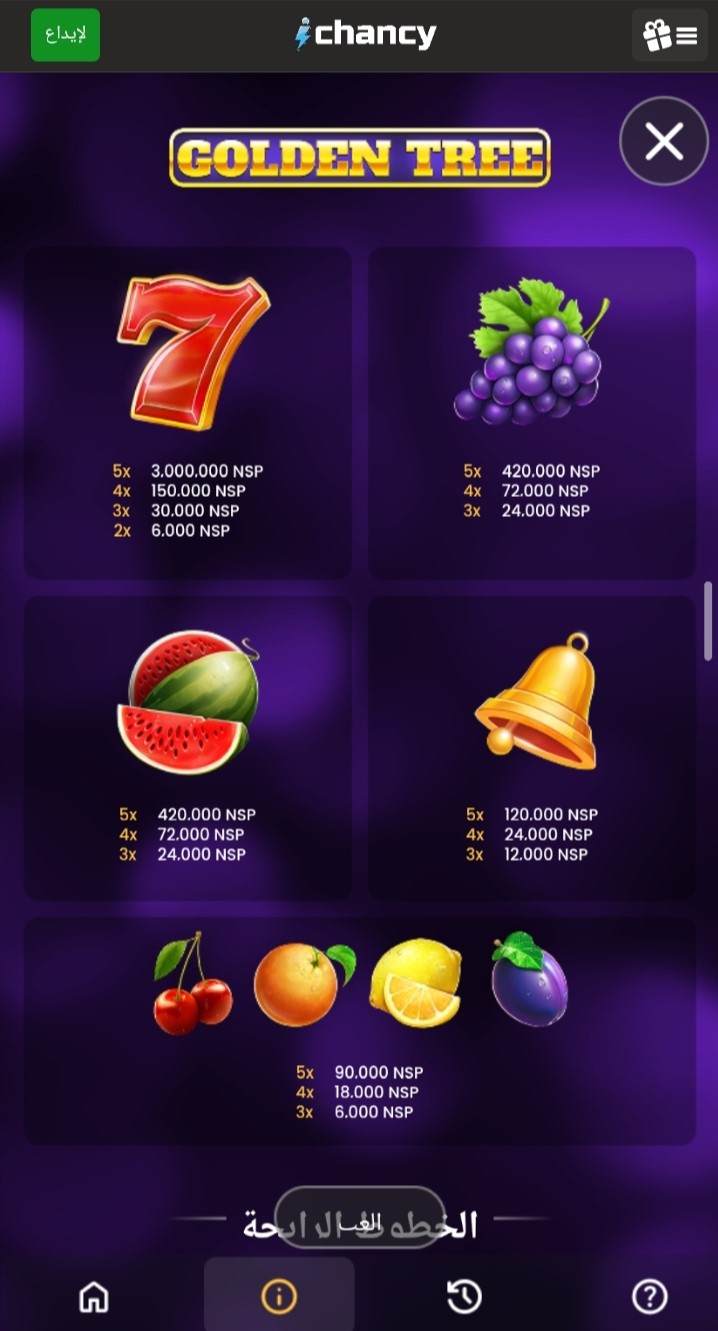 لإيداع
ichancy
GOLDEN TREE
7
5x 3.000.000 NSP
4x 150.000 NSP
3x 30.000 NSP
2x 6.000 NSP
5x 420.000 NSP
4x 72.000 NSP
3x 24.000 NSP
5x 420.000 NSP
4x 72.000 NSP
3x 24.000 NSP
5x 120.000 NSP
4x 24.000 NSP
3x 12.000 NSP
5x 90.000 NSP
4x 18.000 NSP
3x 6.000 NSP
الخطوط الرابحة
العب